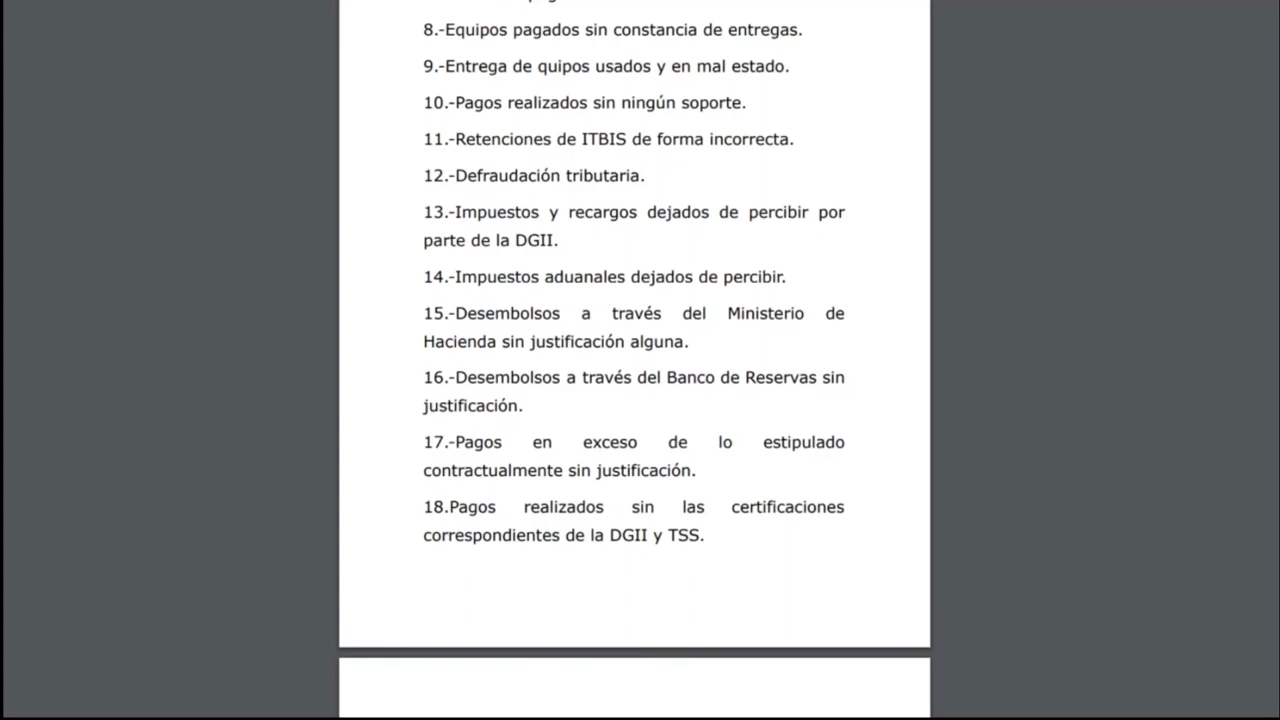 8.-Equipos pagados sin constancia de entregas.
9.-Entrega de quipos usados y en mal estado.
10.-Pagos realizados sin ningún soporte.
11.-Retenciones de ITBIS de forma incorrecta.
12.-Defraudación tributaria.
13.-Impuestos y recargos dejados de percibir por
parte de la DGII.
14.-Impuestos aduanales dejados de percibir.
15.-Desembolsos a través del Ministerio de
Hacienda sin justificación alguna.
16.-Desembolsos a través del Banco de Reservas sin
justificación.
17.-Pagos en exceso de lo estipulado
contractualmente sin justificación.
18.Pagos realizados sin las certificaciones
correspondientes de la DGII y TSS.